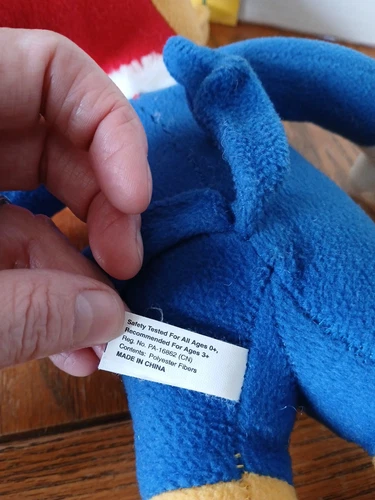 Safety Tested For All Ages 0+,
Recommended For Ages 3+
Reg. No. PA-16862 (CN)
Contents: Polyester Fibers
MADE IN CHINA